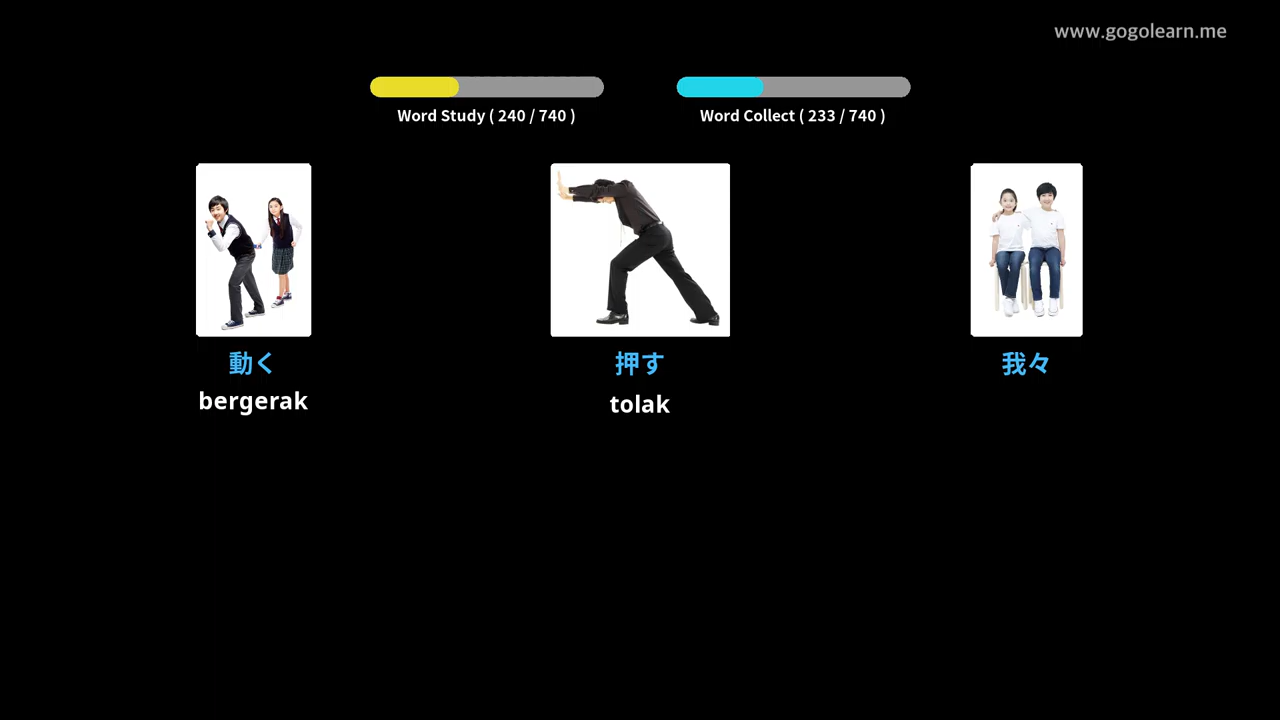 www.gogolearn.me
Word Study ( 240 / 740 )
Word Collect ( 233 / 740 )
動く
bergerak
押す
tolak
我々